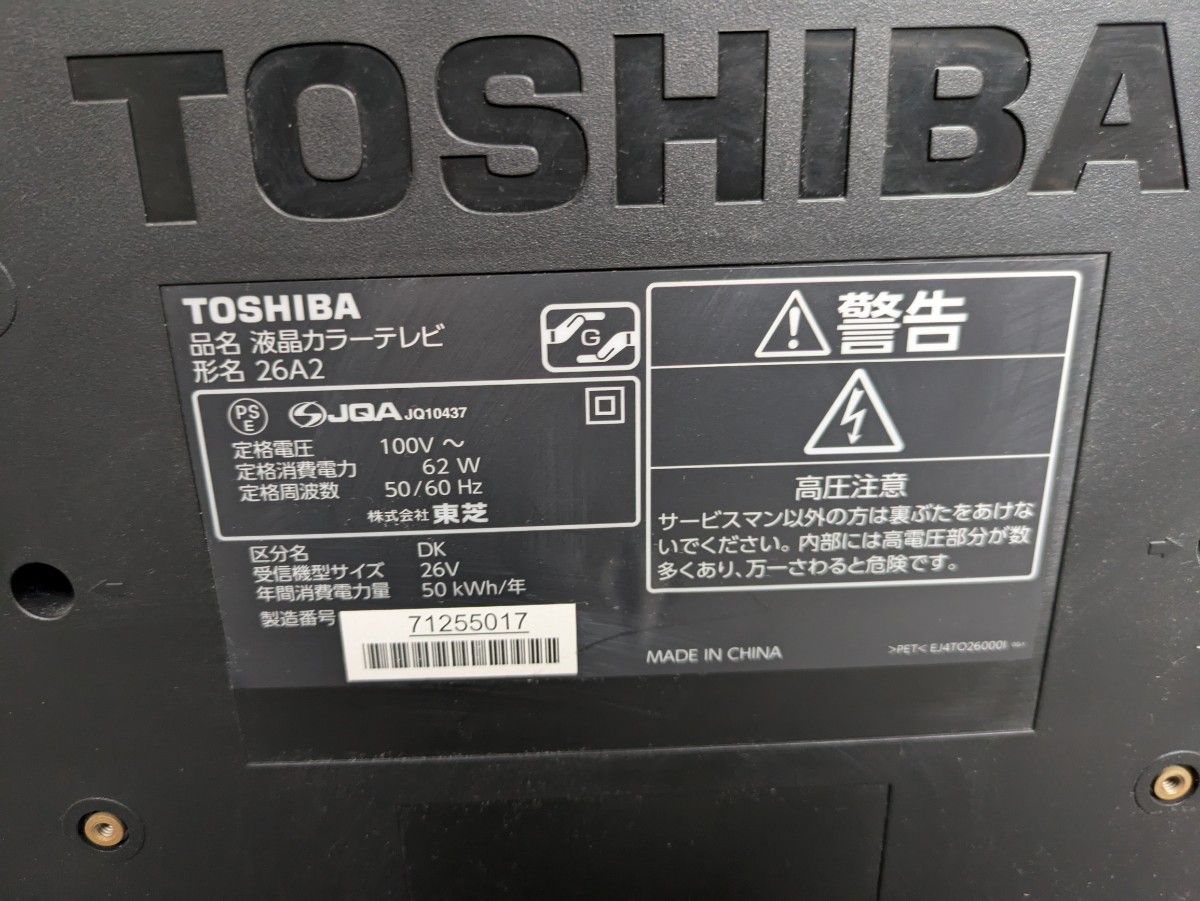 TOSHIBA
TOSHIBA
品名 液晶カラーテレビ
形名 26A2
G
PS
E
JQA JQ10437
定格電圧 100V ～
定格消費電力 62 W
定格周波数 50/60 Hz
株式会社 東芝
区分名 DK
受信機型サイズ 26V
年間消費電力量 50 kWh/年
製造番号 71255017
警告
高圧注意
サービスマン以外の方は裏ぶたをあけな
いでください。内部には高電圧部分が数
多くあり、万一さわると危険です。
MADE IN CHINA
>PET< EJ4TO26000I